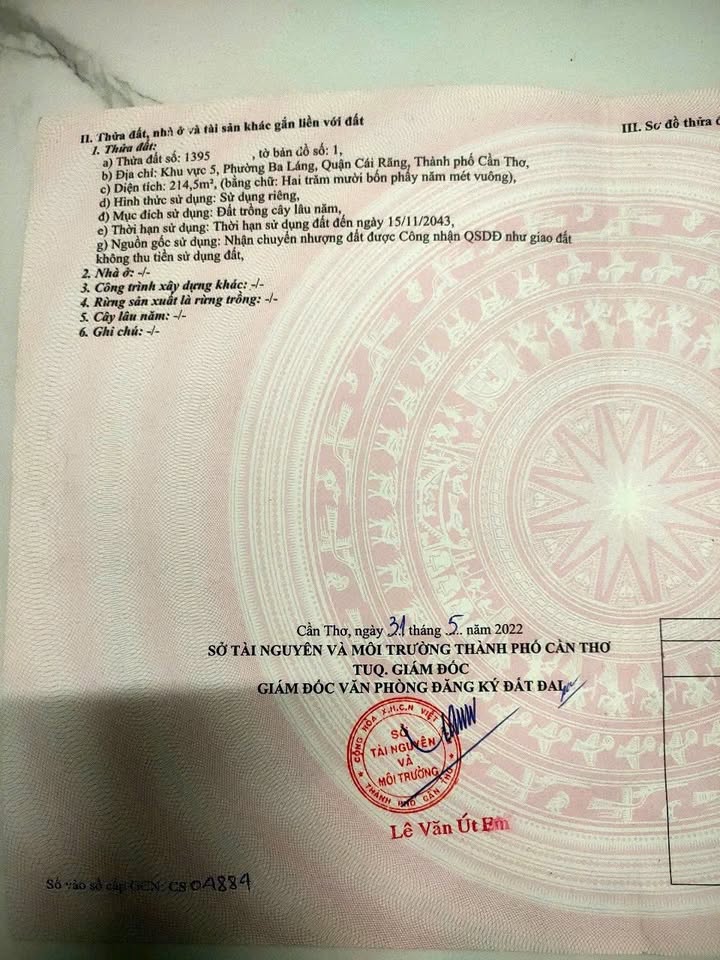 II. Thửa đất, nhà ở và tài sản khác gắn liền với đất
III. Sơ đồ thửa
1. Thửa đất:
a) Thửa đất số: 1395 , tờ bản đồ số: 1,
b) Địa chỉ: Khu vực 5, Phường Ba Láng, Quận Cái Răng, Thành phố Cần Thơ,
c) Diện tích: 214,5m², (bằng chữ: Hai trăm mười bốn phẩy năm mét vuông),
d) Hình thức sử dụng: Sử dụng riêng,
đ) Mục đích sử dụng: Đất trồng cây lâu năm,
e) Thời hạn sử dụng: Thời hạn sử dụng đất đến ngày 15/11/2043,
g) Nguồn gốc sử dụng: Nhận chuyển nhượng đất được Công nhận QSDĐ như giao đất
không thu tiền sử dụng đất,
2. Nhà ở: -/-
3. Công trình xây dựng khác: -/-
4. Rừng sản xuất là rừng trồng: -/-
5. Cây lâu năm: -/-
6. Ghi chú: -/-
Cần Thơ, ngày 31 tháng 5 năm 2022
SỞ TÀI NGUYÊN VÀ MÔI TRƯỜNG THÀNH PHỐ CẦN THƠ
TUQ. GIÁM ĐỐC
GIÁM ĐỐC VĂN PHÒNG ĐĂNG KÝ ĐẤT ĐAI
CỘNG HÒA X.H.C.N VIỆT
SỞ
TÀI NGUYÊN
VÀ
MÔI TRƯỜNG
THÀNH PHỐ CẦN THƠ
Lê Văn Út Em
Số vào sổ cấp GCN: CS 04884